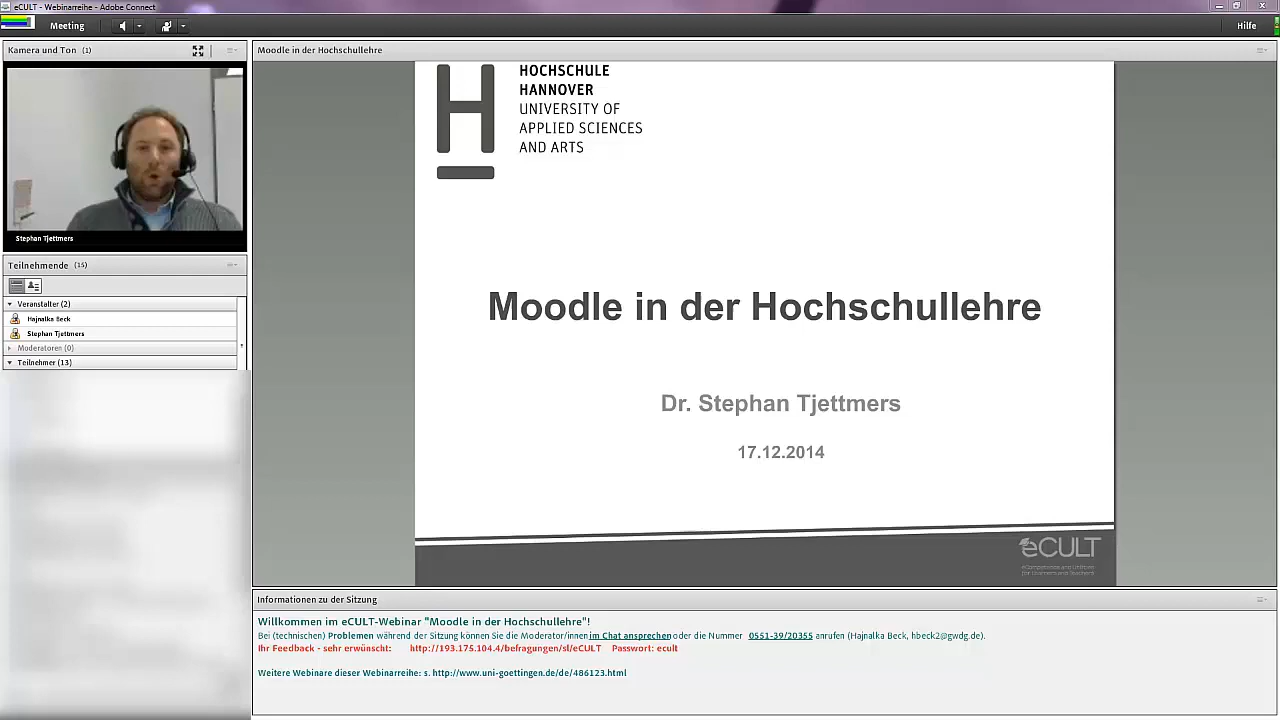 eCULT - Webinarreihe - Adobe Connect
Meeting
Hilfe
Kamera und Ton (1)
Stephan Tjettmers
Teilnehmende (15)
Veranstalter (2)
Hajnalka Beck
Stephan Tjettmers
Moderatoren (0)
Teilnehmer (13)
Moodle in der Hochschullehre
HOCHSCHULE
HANNOVER
UNIVERSITY OF
APPLIED SCIENCES
AND ARTS
Moodle in der Hochschullehre
Dr. Stephan Tjettmers
17.12.2014
eCULT
Informationen zu der Sitzung
Willkommen im eCULT-Webinar "Moodle in der Hochschullehre"!
Bei (technischen) Problemen während der Sitzung können Sie die Moderator/innen im Chat ansprechen oder die Nummer 0551-39/20355 anrufen (Hajnalka Beck, hbeck2@gwdg.de).
Ihr Feedback - sehr erwünscht: http://193.175.104.4/befragungen/sl/eCULT Passwort: ecult
Weitere Webinare dieser Webinarreihe: s. http://www.uni-goettingen.de/de/486123.html